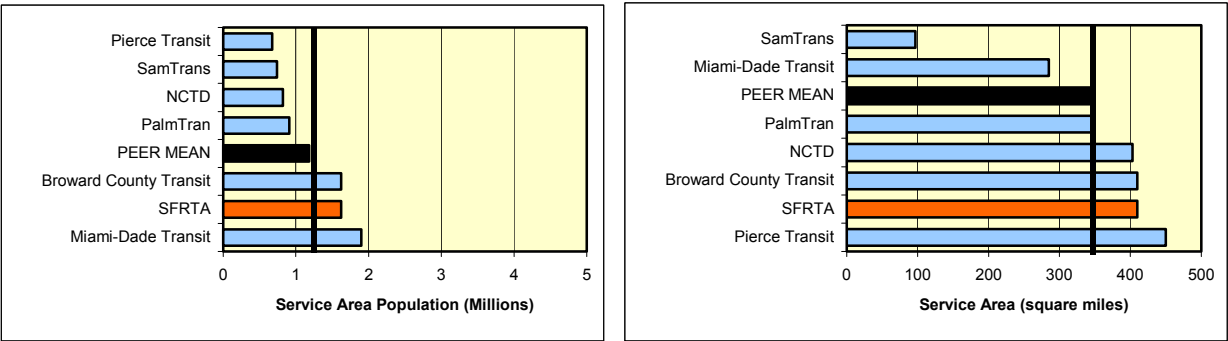 Pierce Transit
SamTrans
NCTD
PalmTran
PEER MEAN
Broward County Transit
SFRTA
Miami-Dade Transit
0 1 2 3 4 5
Service Area Population (Millions)
SamTrans
Miami-Dade Transit
PEER MEAN
PalmTran
NCTD
Broward County Transit
SFRTA
Pierce Transit
0 100 200 300 400 500
Service Area (square miles)